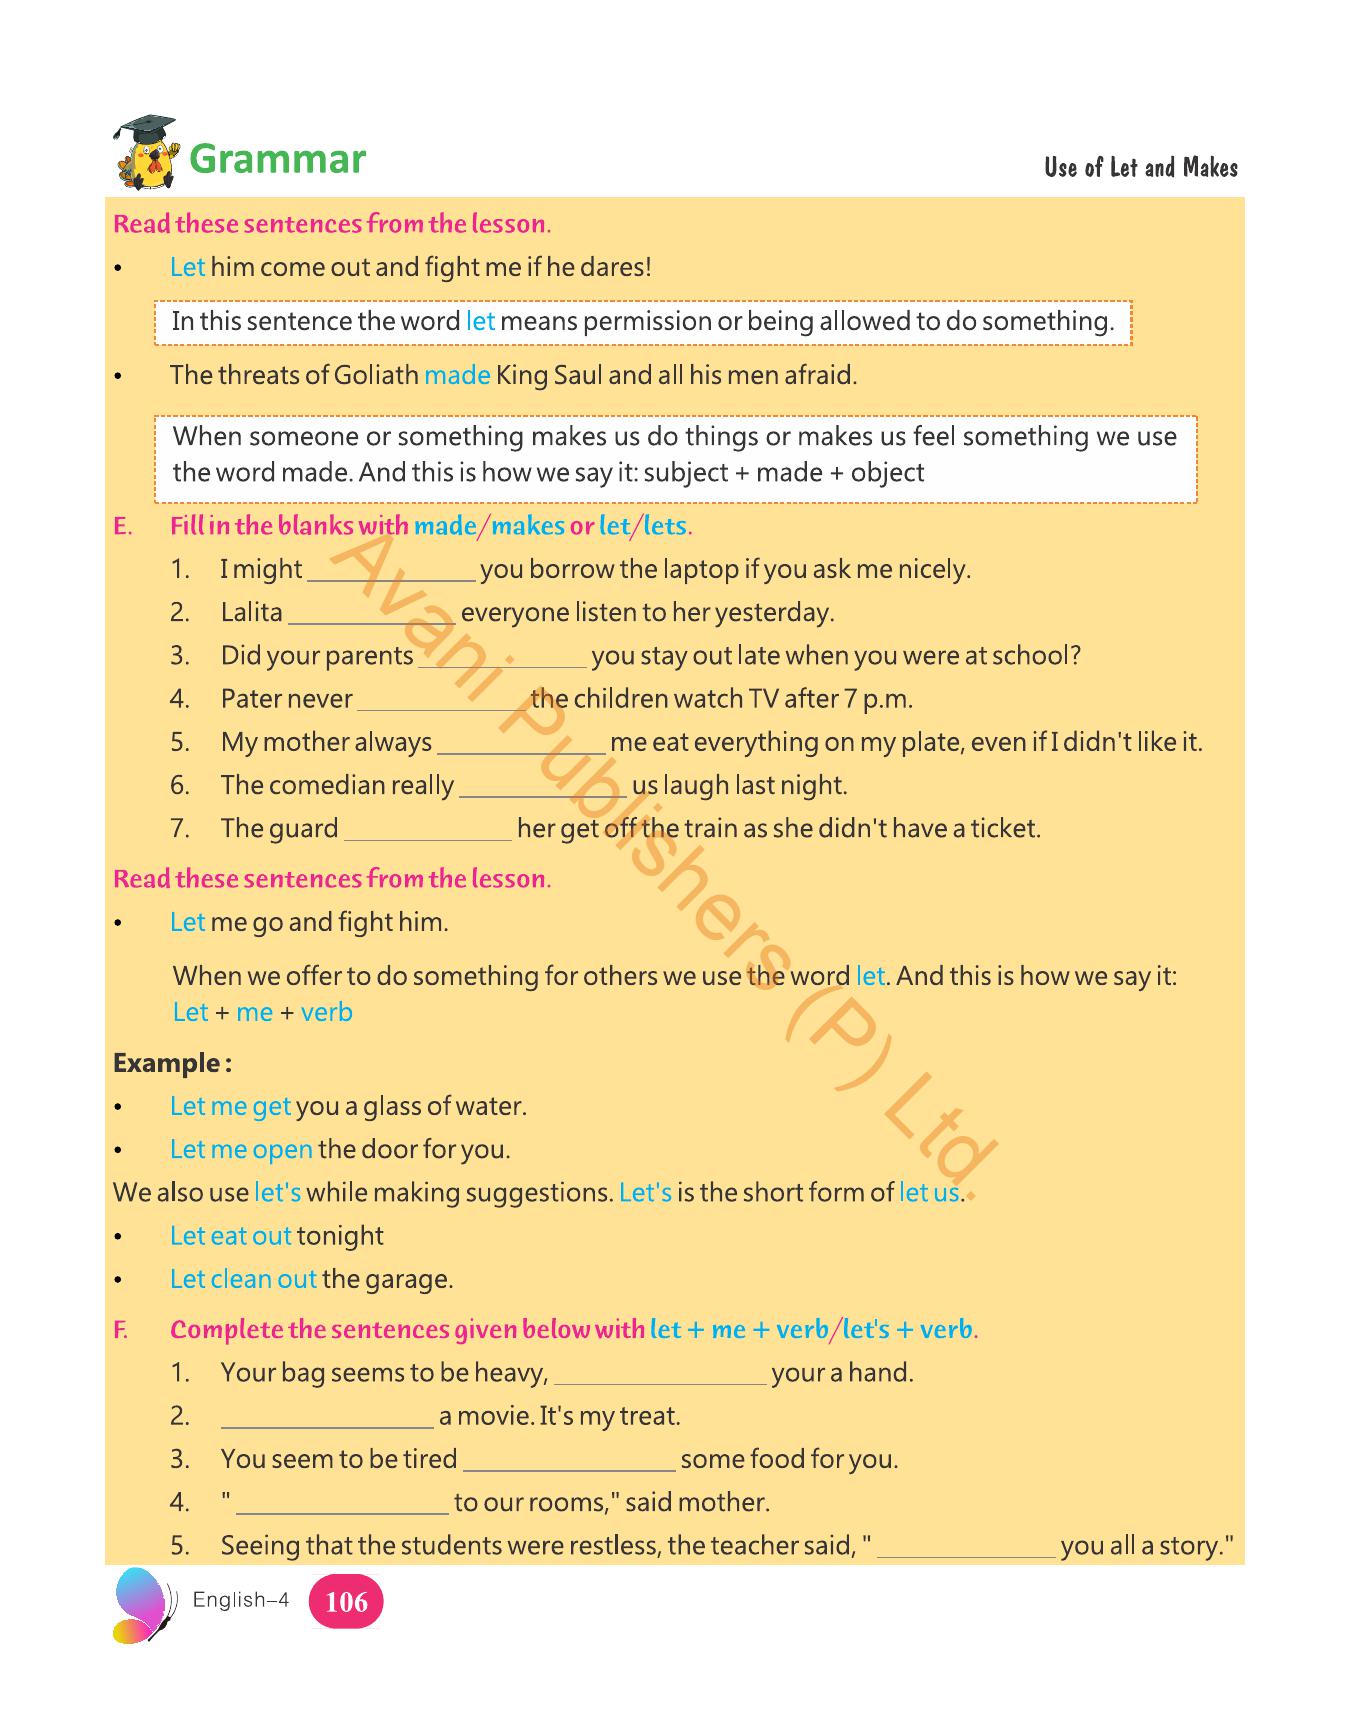 Grammar
Use of Let and Makes
Read these sentences from the lesson.
• Let him come out and fight me if he dares!
In this sentence the word let means permission or being allowed to do something.
• The threats of Goliath made King Saul and all his men afraid.
When someone or something makes us do things or makes us feel something we use
the word made. And this is how we say it: subject + made + object
E. Fill in the blanks with made/makes or let/lets.
1. I might ____________ you borrow the laptop if you ask me nicely.
2. Lalita ____________ everyone listen to her yesterday.
3. Did your parents ____________ you stay out late when you were at school?
4. Pater never ____________ the children watch TV after 7 p.m.
5. My mother always ____________ me eat everything on my plate, even if I didn't like it.
6. The comedian really ____________ us laugh last night.
7. The guard ____________ her get off the train as she didn't have a ticket.
Read these sentences from the lesson.
• Let me go and fight him.
When we offer to do something for others we use the word let. And this is how we say it:
Let + me + verb
Example :
• Let me get you a glass of water.
• Let me open the door for you.
We also use let's while making suggestions. Let's is the short form of let us.
• Let eat out tonight
• Let clean out the garage.
F. Complete the sentences given below with let + me + verb/let's + verb.
1. Your bag seems to be heavy, _______________ your a hand.
2. _______________ a movie. It's my treat.
3. You seem to be tired _______________ some food for you.
4. " _______________ to our rooms," said mother.
5. Seeing that the students were restless, the teacher said, " _____________ you all a story."
English–4 106
Avani Publishers (P) Ltd.